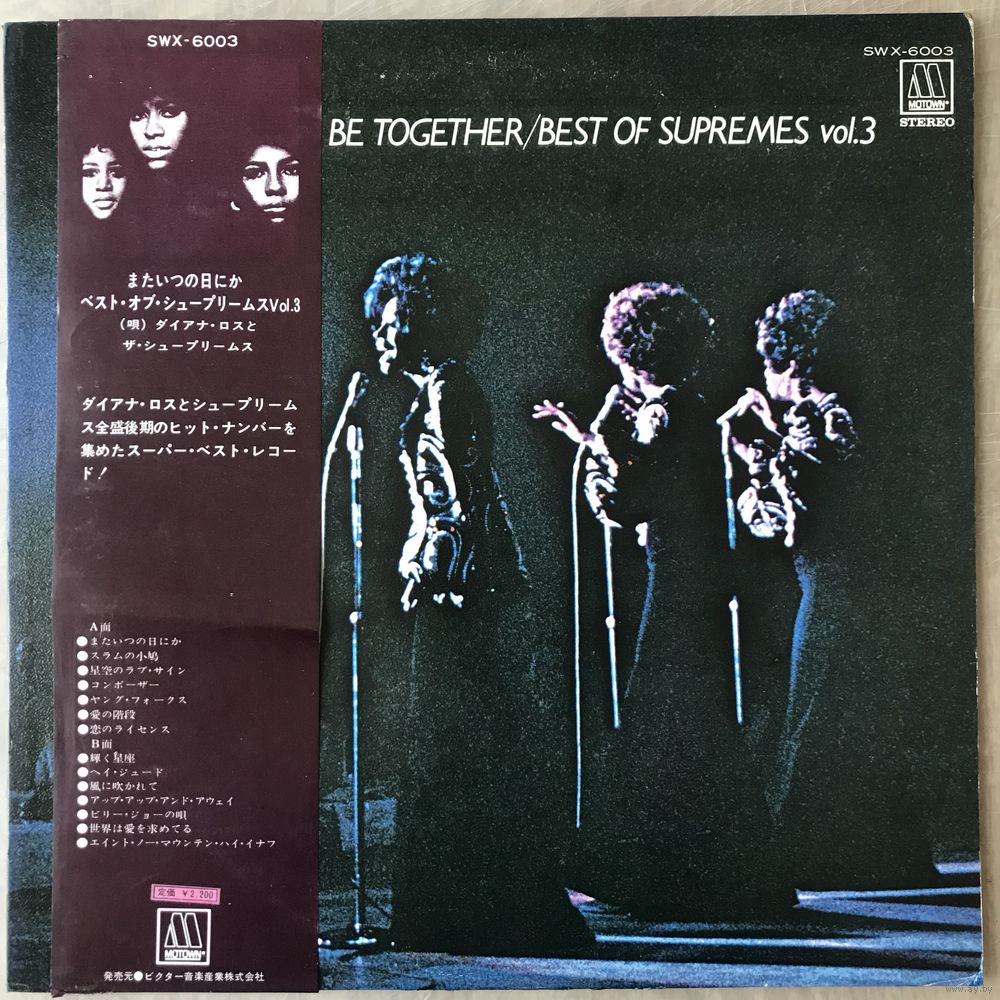 SWX-6003
またいつの日にか
ベスト・オブ・シュープリームスVol.3
(唄)ダイアナ・ロスと
ザ・シュープリームス
ダイアナ・ロスとシュープリーム
ス全盛後期のヒット・ナンバーを
集めたスーパー・ベスト・レコー
ド!
A面
●またいつの日にか
●スラムの小鳩
●星空のラブ・サイン
●コンポーザー
●ヤング・フォークス
●愛の階段
●恋のライセンス
B面
●輝く星座
●ヘイ・ジュード
●風に吹かれて
●アップ・アップ・アンド・アウェイ
●ビリー・ジョーの唄
●世界は愛を求めてる
●エイント・ノー・マウンテン・ハイ・イナフ
定価 ¥2,200
MOTOWN
発売元●ビクター音楽産業株式会社
SWX-6003
MOTOWN
STEREO
BE TOGETHER/BEST OF SUPREMES vol.3
www.ay.by